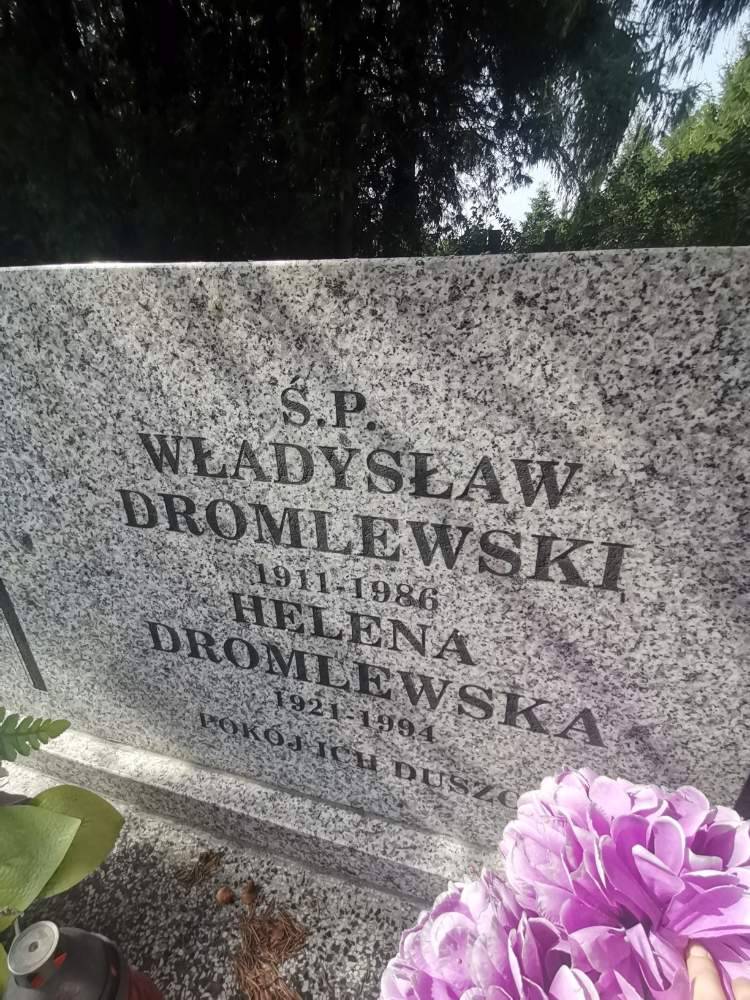 Ś.P.
WŁADYSŁAW
DROMLEWSKI
1911-1986
HELENA
DROMLEWSKA
1921-1994
POKÓJ ICH